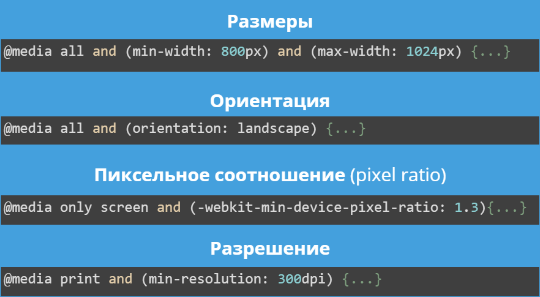 Размеры
@media all and (min-width: 800px) and (max-width: 1024px) {...}
Ориентация
@media all and (orientation: landscape) {...}
Пиксельное соотношение (pixel ratio)
@media only screen and (-webkit-min-device-pixel-ratio: 1.3){...}
Разрешение
@media print and (min-resolution: 300dpi) {...}